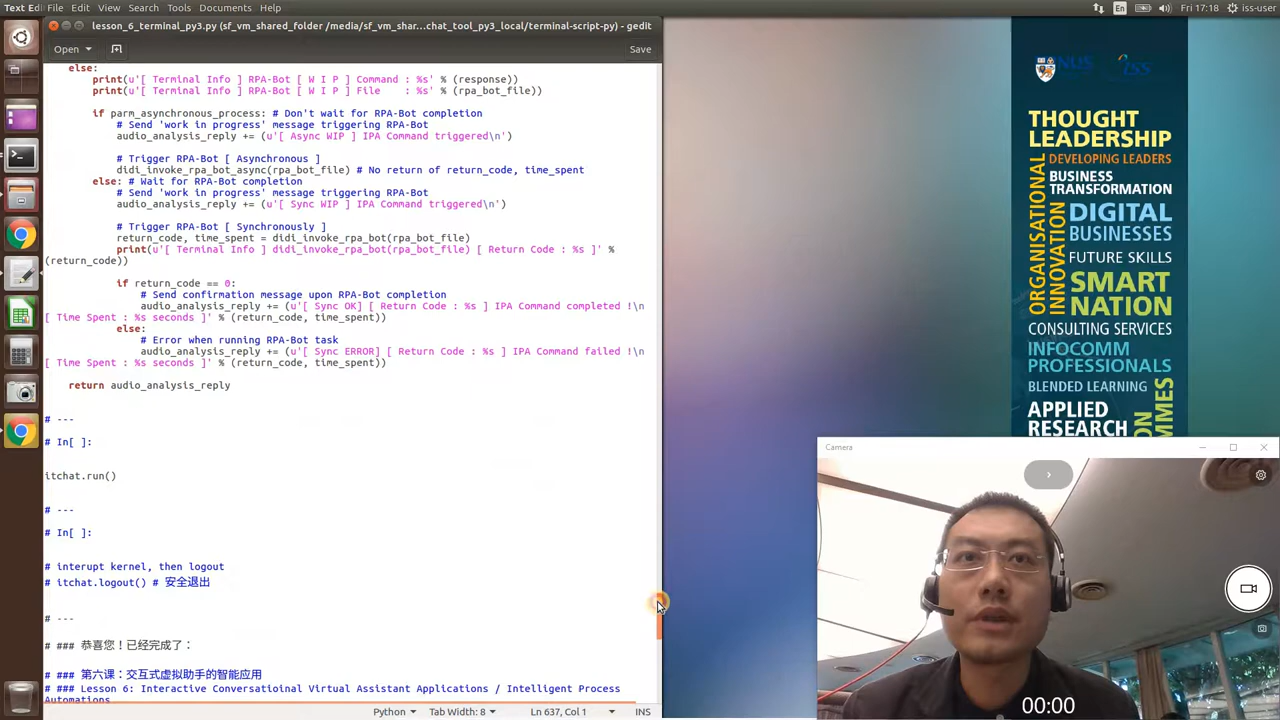 Text Edi
File
Edit
View
Search
Tools
Documents
Help
En
Fri 17:18
iss-user
lesson_6_terminal_py3.py (sf_vm_shared_folder /media/sf_vm_shar…chat_tool_py3_local/terminal-script-py) - gedit
Open
Save
else:
print(u'[ Terminal Info ] RPA-Bot [ W I P ] Command : %s' % (response))
print(u'[ Terminal Info ] RPA-Bot [ W I P ] File    : %s' % (rpa_bot_file))
if parm_asynchronous_process: # Don't wait for RPA-Bot completion
# Send 'work in progress' message triggering RPA-Bot
audio_analysis_reply += (u'[ Async WIP ] IPA Command triggered\n')
# Trigger RPA-Bot [ Asynchronous ]
didi_invoke_rpa_bot_async(rpa_bot_file) # No return of return_code, time_spent
else: # Wait for RPA-Bot completion
# Send 'work in progress' message triggering RPA-Bot
audio_analysis_reply += (u'[ Sync WIP ] IPA Command triggered\n')
# Trigger RPA-Bot [ Synchronously ]
return_code, time_spent = didi_invoke_rpa_bot(rpa_bot_file)
print(u'[ Terminal Info ] didi_invoke_rpa_bot(rpa_bot_file) [ Return Code : %s ]' %
(return_code))
if return_code == 0:
# Send confirmation message upon RPA-Bot completion
audio_analysis_reply += (u'[ Sync OK] [ Return Code : %s ] IPA Command completed !\n
[ Time Spent : %s seconds ]' % (return_code, time_spent))
else:
# Error when running RPA-Bot task
audio_analysis_reply += (u'[ Sync ERROR] [ Return Code : %s ] IPA Command failed !\n
[ Time Spent : %s seconds ]' % (return_code, time_spent))
return audio_analysis_reply
# ---
# In[ ]:
itchat.run()
# ---
# In[ ]:
# interupt kernel, then logout
# itchat.logout() # 安全退出
# ---
# ### 恭喜您！已经完成了：
# ### 第六课：交互式虚拟助手的智能应用
# ### Lesson 6: Interactive Conversatioinal Virtual Assistant Applications / Intelligent Process
Automations
Python
Tab Width: 8
Ln 637, Col 1
INS
NUS
ISS
THOUGHT
LEADERSHIP
DEVELOPING LEADERS
BUSINESS
TRANSFORMATION
ORGANISATIONAL
INNOVATION
DIGITAL
BUSINESSES
FUTURE SKILLS
SMART
NATION
CONSULTING SERVICES
INFOCOMM
PROFESSIONALS
BLENDED LEARNING
APPLIED
RESEARCH
Camera
00:00